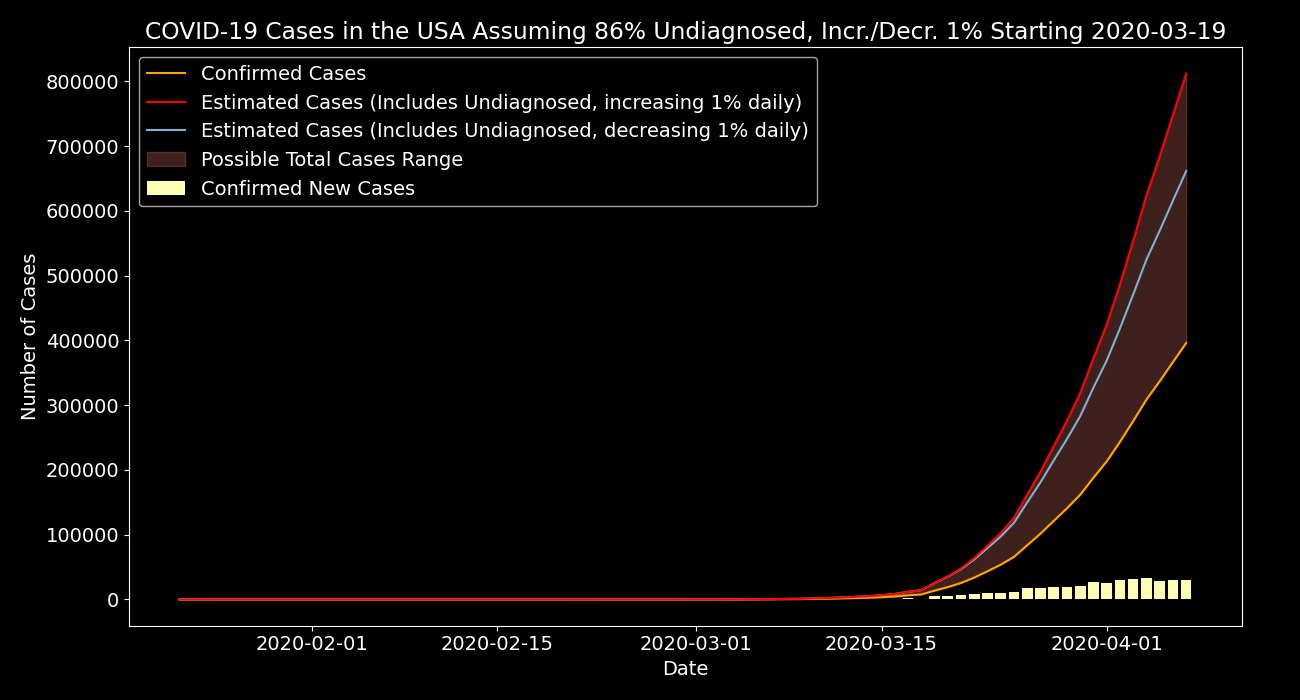 COVID-19 Cases in the USA Assuming 86% Undiagnosed, Incr./Decr. 1% Starting 2020-03-19
Confirmed Cases
Estimated Cases (Includes Undiagnosed, increasing 1% daily)
Estimated Cases (Includes Undiagnosed, decreasing 1% daily)
Possible Total Cases Range
Confirmed New Cases
Number of Cases
800000
700000
600000
500000
400000
300000
200000
100000
0
2020-02-01
2020-02-15
2020-03-01
2020-03-15
2020-04-01
Date